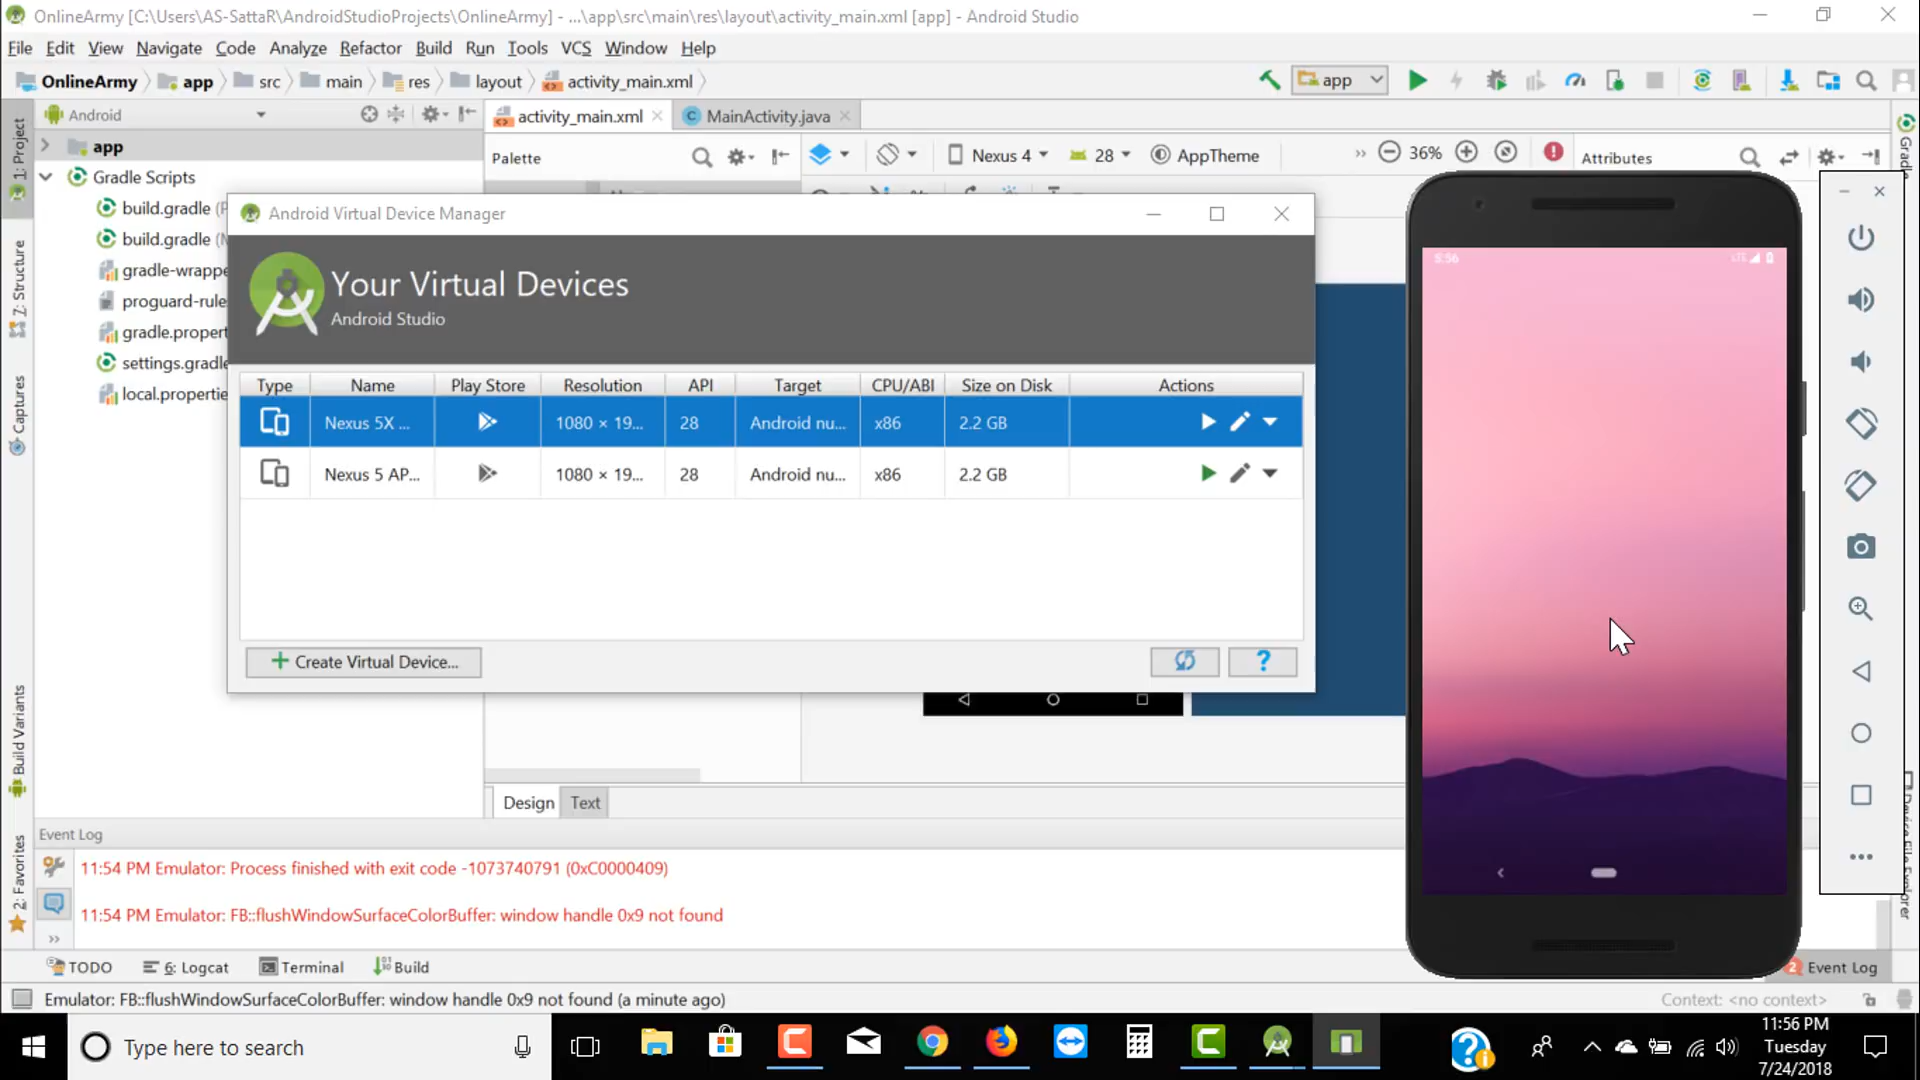 OnlineArmy [C:\Users\AS-SattaR\AndroidStudioProjects\OnlineArmy] - ...\app\src\main\res\layout\activity_main.xml [app] - Android Studio
File Edit View Navigate Code Analyze Refactor Build Run Tools VCS Window Help
OnlineArmy app src main res layout activity_main.xml app
Android activity_main.xml MainActivity.java
1: Project
Z: Structure
Captures
Build Variants
2: Favorites
Gradle
Device File Explorer
app
Gradle Scripts
build.gradle (P
build.gradle (M
gradle-wrappe
proguard-rule
gradle.propert
settings.gradle
local.propertie
Palette Nexus 4 28 AppTheme 36% Attributes
Android Virtual Device Manager
Your Virtual Devices
Android Studio
Type Name Play Store Resolution API Target CPU/ABI Size on Disk Actions
Nexus 5X ... 1080 × 19... 28 Android nu... x86 2.2 GB
Nexus 5 AP... 1080 × 19... 28 Android nu... x86 2.2 GB
+ Create Virtual Device... ?
5:56 LTE
Design Text
Event Log
11:54 PM Emulator: Process finished with exit code -1073740791 (0xC0000409)
11:54 PM Emulator: FB::flushWindowSurfaceColorBuffer: window handle 0x9 not found
TODO 6: Logcat Terminal Build 2 Event Log
Emulator: FB::flushWindowSurfaceColorBuffer: window handle 0x9 not found (a minute ago) Context: <no context>
Type here to search
11:56 PM
Tuesday
7/24/2018